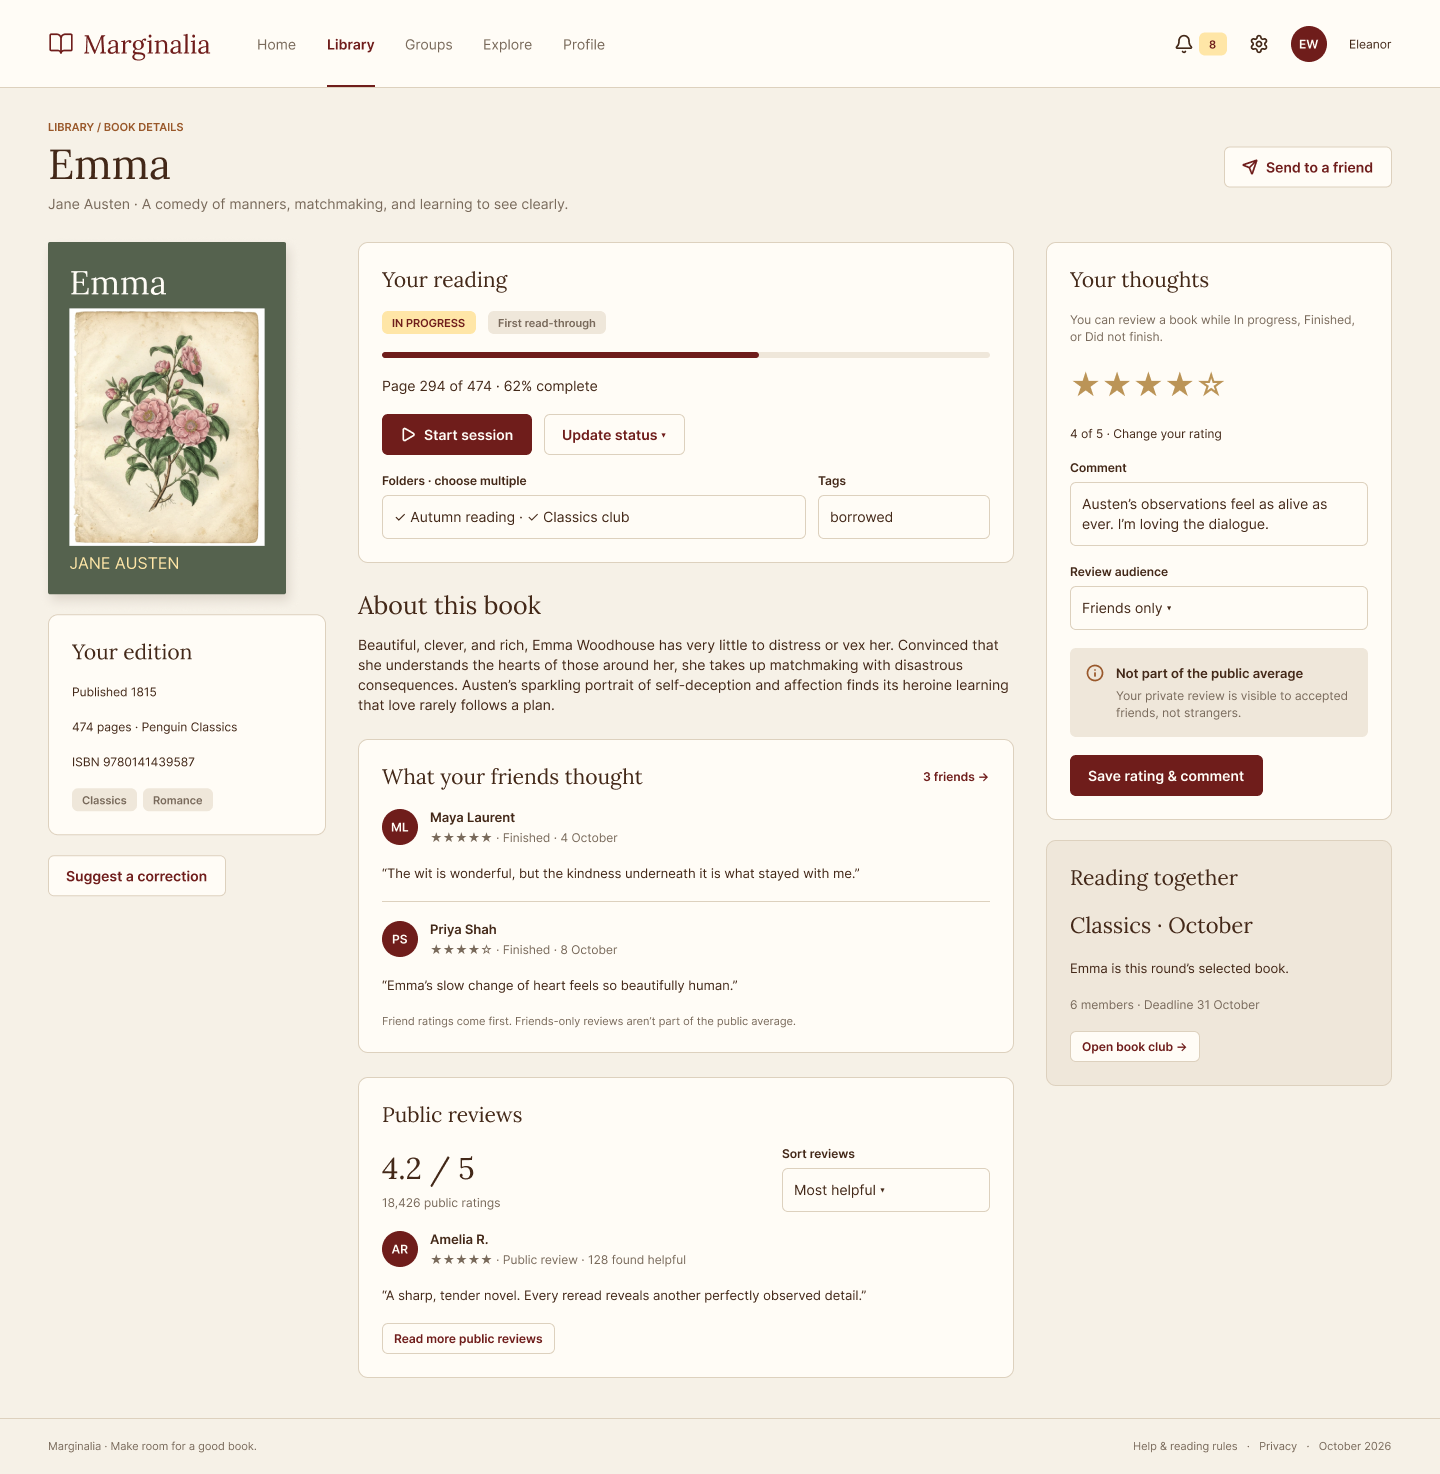 Marginalia
Home
Library
Groups
Explore
Profile
8
EW
Eleanor
LIBRARY / BOOK DETAILS
Emma
Jane Austen · A comedy of manners, matchmaking, and learning to see clearly.
Send to a friend
Emma
JANE AUSTEN
Your edition
Published 1815
474 pages · Penguin Classics
ISBN 9780141439587
Classics
Romance
Suggest a correction
Your reading
IN PROGRESS
First read-through
Page 294 of 474 · 62% complete
Start session
Update status ▾
Folders · choose multiple
✓ Autumn reading · ✓ Classics club
Tags
borrowed
About this book
Beautiful, clever, and rich, Emma Woodhouse has very little to distress or vex her. Convinced that
she understands the hearts of those around her, she takes up matchmaking with disastrous
consequences. Austen’s sparkling portrait of self-deception and affection finds its heroine learning
that love rarely follows a plan.
What your friends thought
3 friends →
ML
Maya Laurent
★★★★★ · Finished · 4 October
“The wit is wonderful, but the kindness underneath it is what stayed with me.”
PS
Priya Shah
★★★★☆ · Finished · 8 October
“Emma’s slow change of heart feels so beautifully human.”
Friend ratings come first. Friends-only reviews aren’t part of the public average.
Public reviews
4.2 / 5
18,426 public ratings
Sort reviews
Most helpful ▾
AR
Amelia R.
★★★★★ · Public review · 128 found helpful
“A sharp, tender novel. Every reread reveals another perfectly observed detail.”
Read more public reviews
Your thoughts
You can review a book while In progress, Finished,
or Did not finish.
★★★★☆
4 of 5 · Change your rating
Comment
Austen’s observations feel as alive as
ever. I’m loving the dialogue.
Review audience
Friends only ▾
Not part of the public average
Your private review is visible to accepted
friends, not strangers.
Save rating & comment
Reading together
Classics · October
Emma is this round’s selected book.
6 members · Deadline 31 October
Open book club →
Marginalia · Make room for a good book.
Help & reading rules · Privacy · October 2026